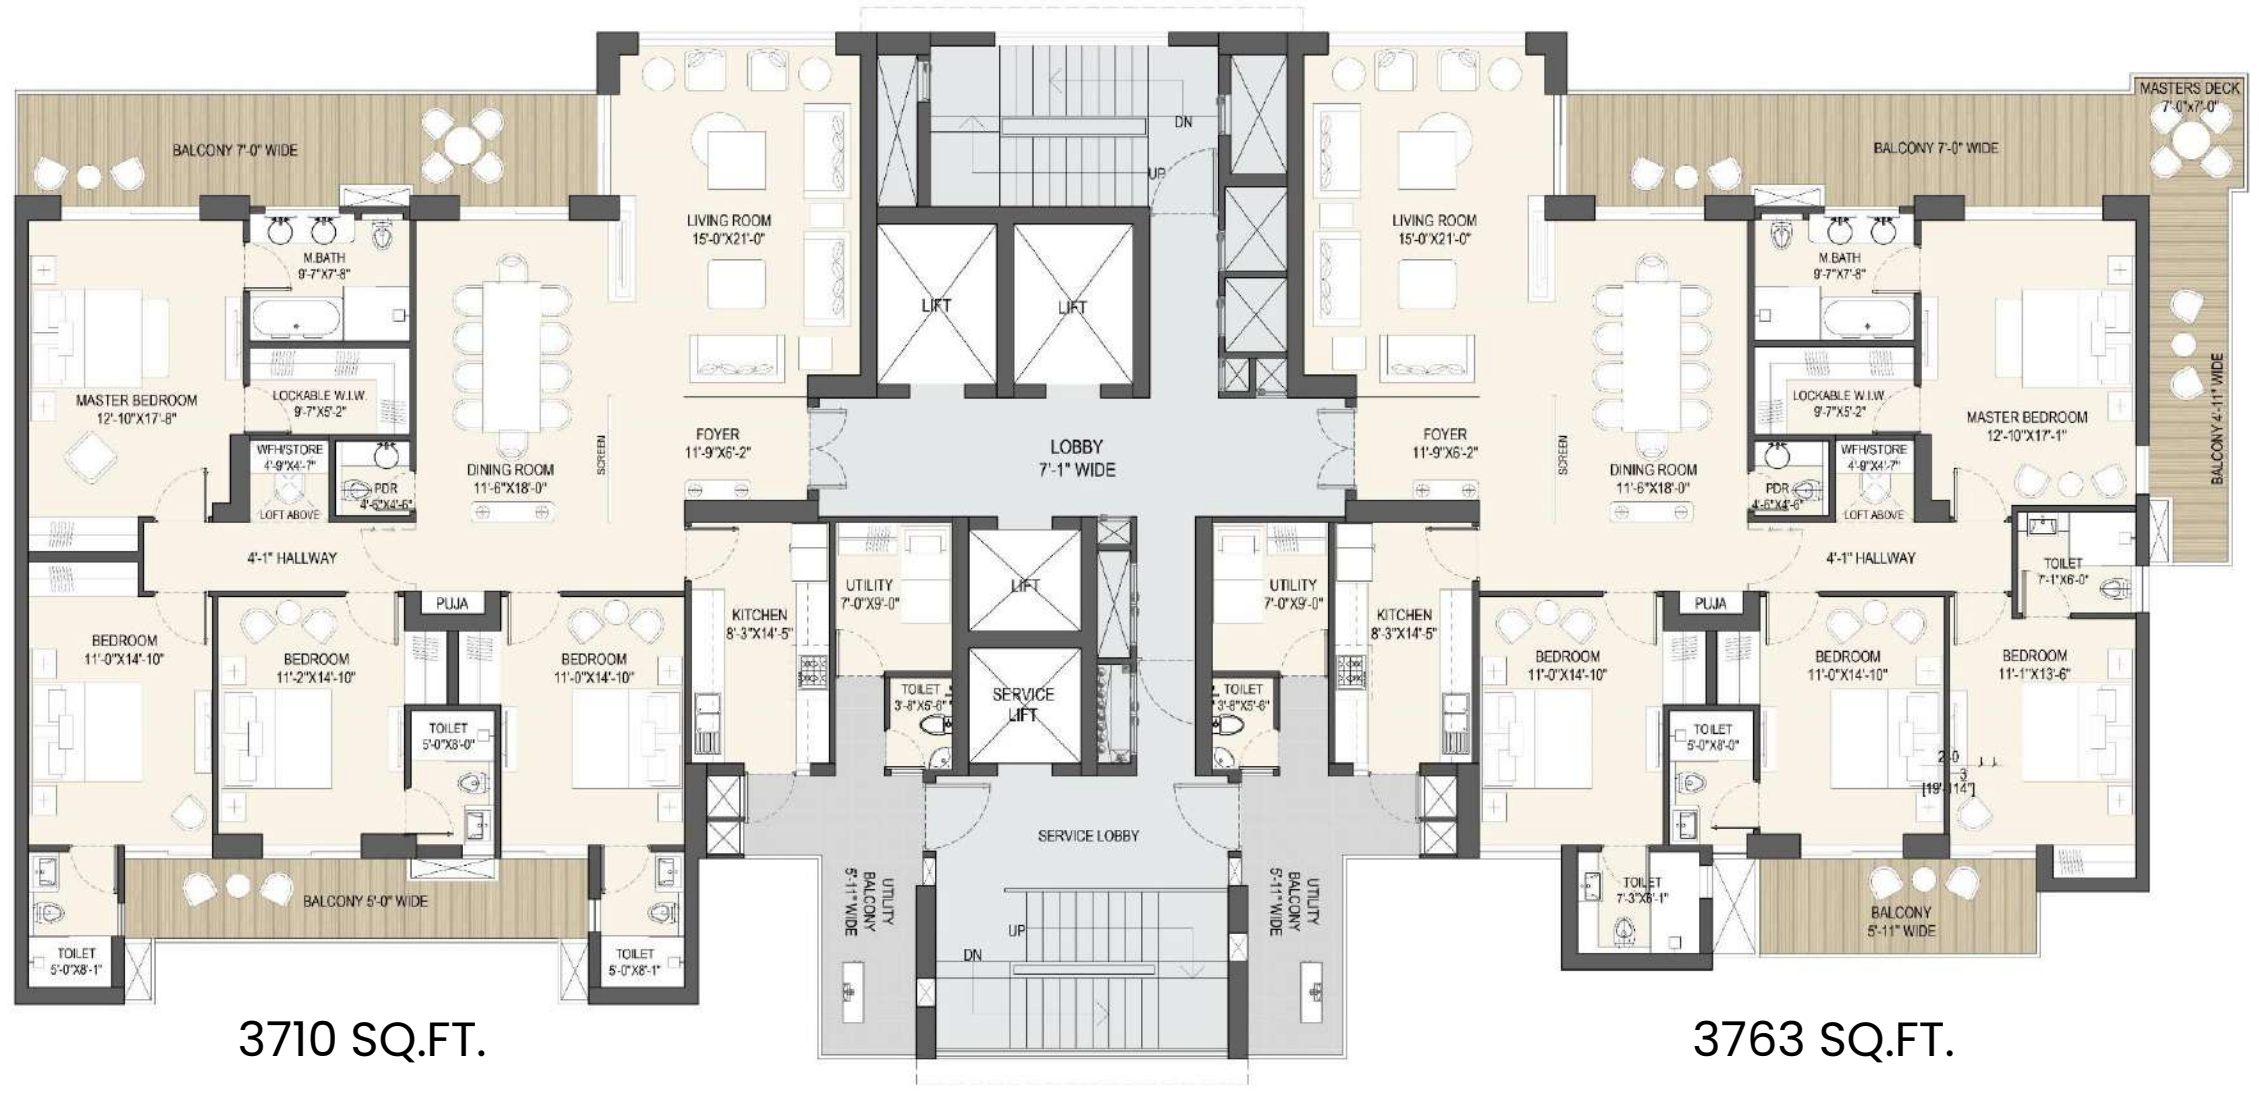 BALCONY 7'-0" WIDE
LIVING ROOM
15'-0"X21'-0"
M.BATH
9'-7"X7'-8"
MASTER BEDROOM
12'-10"X17'-8"
LOCKABLE W.I.W.
9'-7"X5'-2"
WFH/STORE
4'-9"X4'-7"
LOFT ABOVE
PDR
4'-6"X4'-6"
DINING ROOM
11'-6"X18'-0"
SCREEN
FOYER
11'-9"X6'-2"
4'-1" HALLWAY
PUJA
BEDROOM
11'-0"X14'-10"
BEDROOM
11'-2"X14'-10"
BEDROOM
11'-0"X14'-10"
TOILET
5'-0"X8'-0"
KITCHEN
8'-3"X14'-5"
UTILITY
7'-0"X9'-0"
TOILET
3'-8"X5'-6"
BALCONY 5'-0" WIDE
TOILET
5'-0"X8'-1"
TOILET
5'-0"X8'-1"
UTILITY
BALCONY
5'-11" WIDE
3710 SQ.FT.
DN
UP
LIFT
LIFT
LOBBY
7'-1" WIDE
LIFT
SERVICE
LIFT
SERVICE LOBBY
UP
DN
LIVING ROOM
15'-0"X21'-0"
BALCONY 7'-0" WIDE
MASTERS DECK
7'-0"x7'-0"
M.BATH
9'-7"X7'-8"
LOCKABLE W.I.W.
9'-7"X5'-2"
MASTER BEDROOM
12'-10"X17'-1"
BALCONY 4'-11" WIDE
FOYER
11'-9"X6'-2"
SCREEN
DINING ROOM
11'-6"X18'-0"
PDR
4'-6"X4'-6"
WFH/STORE
4'-9"X4'-7"
LOFT ABOVE
4'-1" HALLWAY
TOILET
7'-1"X6'-0"
UTILITY
7'-0"X9'-0"
KITCHEN
8'-3"X14'-5"
PUJA
TOILET
3'-8"X5'-6"
BEDROOM
11'-0"X14'-10"
BEDROOM
11'-0"X14'-10"
BEDROOM
11'-1"X13'-6"
TOILET
5'-0"X8'-0"
TOILET
7'-3"X6'-1"
BALCONY
5'-11" WIDE
UTILITY
BALCONY
5'-11" WIDE
3763 SQ.FT.